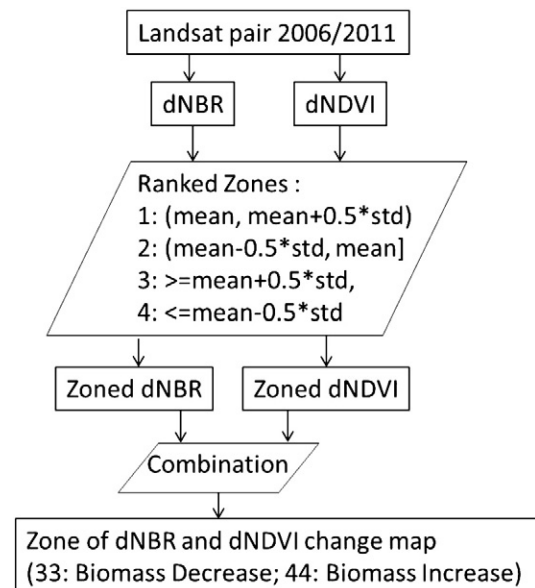 Landsat pair 2006/2011
dNBR
dNDVI
Ranked Zones :
1: (mean, mean+0.5*std)
2: (mean-0.5*std, mean]
3: >=mean+0.5*std,
4: <=mean-0.5*std
Zoned dNBR
Zoned dNDVI
Combination
Zone of dNBR and dNDVI change map
(33: Biomass Decrease; 44: Biomass Increase)